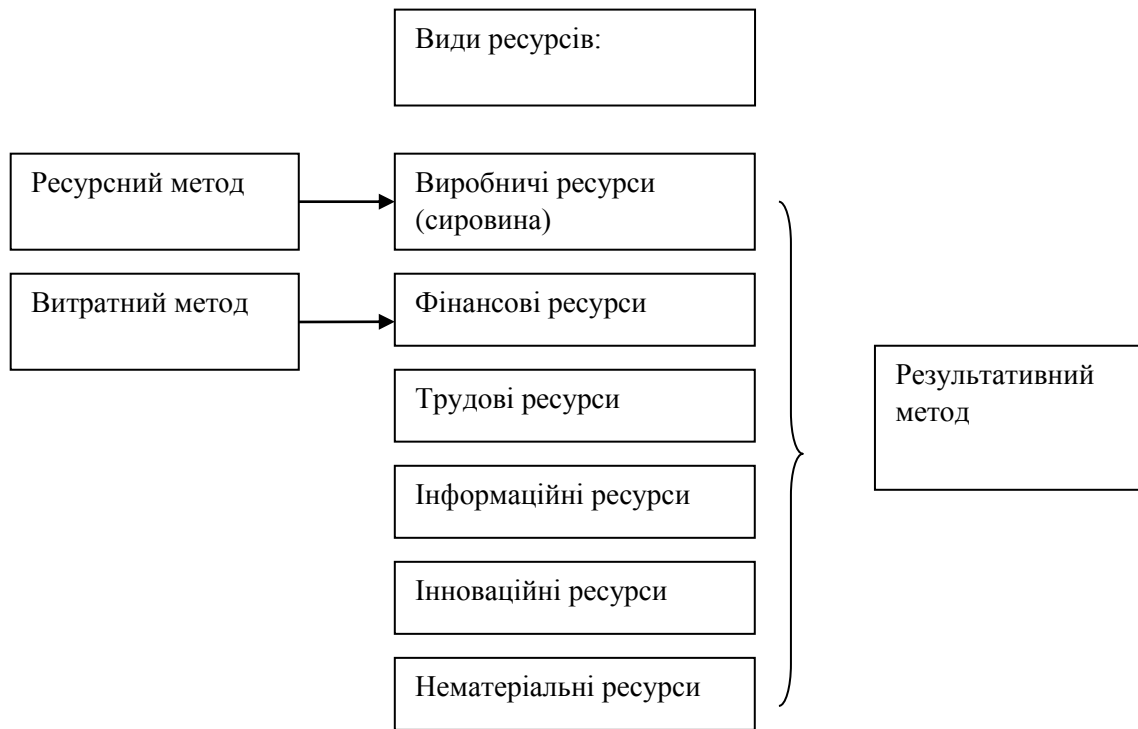 Види ресурсів:
Ресурсний метод
Виробничі ресурси
(сировина)
Витратний метод
Фінансові ресурси
Трудові ресурси
Інформаційні ресурси
Інноваційні ресурси
Нематеріальні ресурси
Результативний
метод